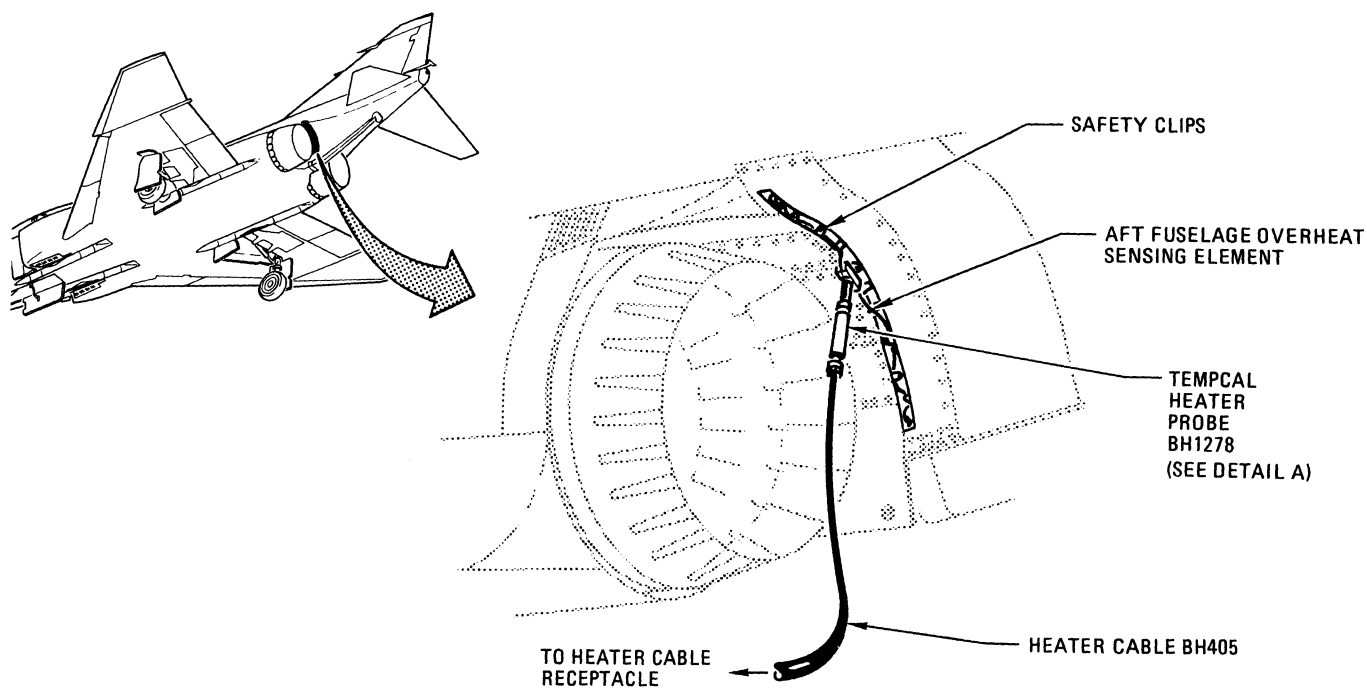 SAFETY CLIPS
AFT FUSELAGE OVERHEAT
SENSING ELEMENT
TEMPCAL
HEATER
PROBE
BH1278
(SEE DETAIL A)
HEATER CABLE BH405
TO HEATER CABLE
RECEPTACLE